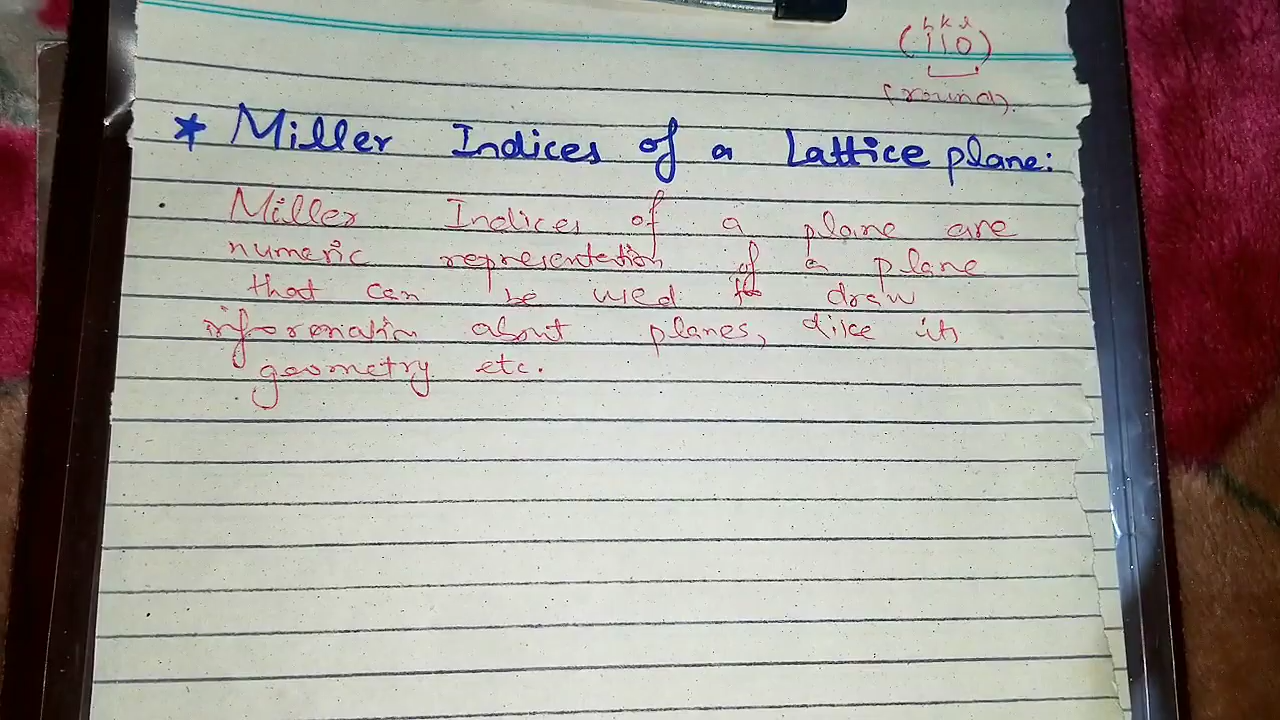 h k l
(110)
(round).
* Miller Indices of a Lattice plane:
Miller Indices of a plane are
numeric representation of a plane
that can be used to draw
information about planes, like its
geometry etc.